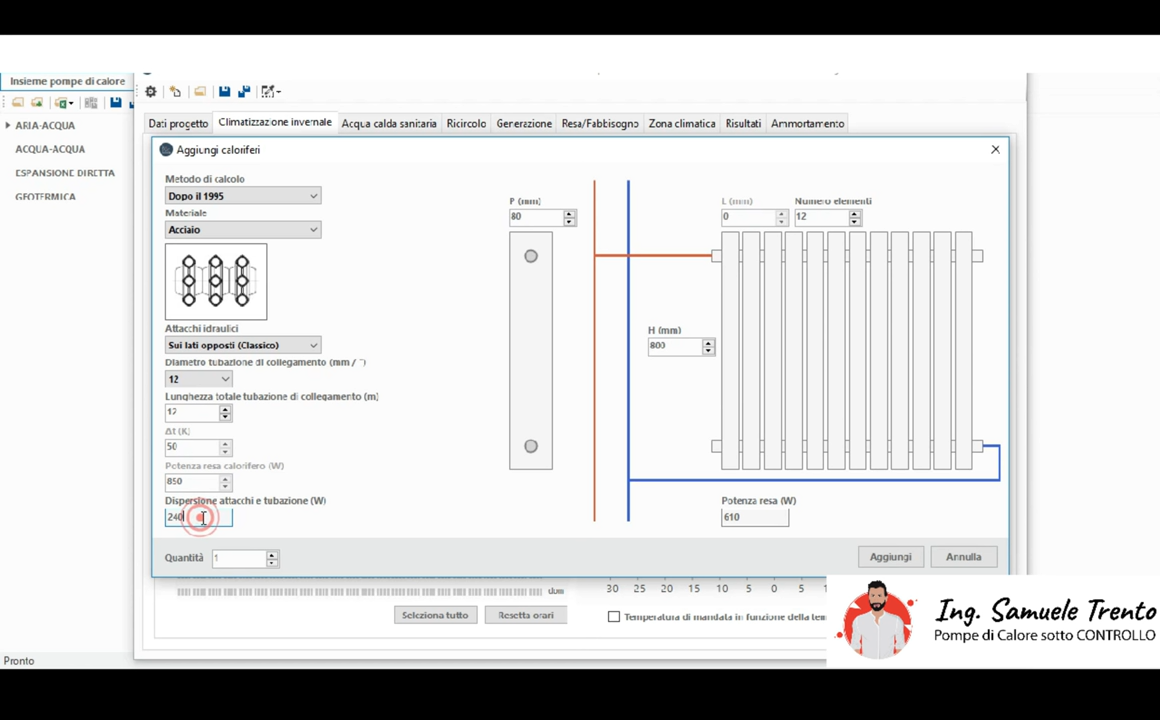 Insieme pompe di calore
ARIA-ACQUA
ACQUA-ACQUA
ESPANSIONE DIRETTA
GEOTERMICA
Dati progetto
Climatizzazione invernale
Acqua calda sanitaria
Ricircolo
Generazione
Resa/Fabbisogno
Zona climatica
Risultati
Ammortamento
Aggiungi caloriferi
Metodo di calcolo
Dopo il 1995
Materiale
Acciaio
Attacchi idraulici
Sui lati opposti (Classico)
Diametro tubazione di collegamento (mm / ")
12
Lunghezza totale tubazione di collegamento (m)
12
Δt (K)
50
Potenza resa calorifero (W)
850
Dispersione attacchi e tubazione (W)
240
P (mm)
80
L (mm)
0
Numero elementi
12
H (mm)
800
Potenza resa (W)
610
Quantità 1
Aggiungi
Annulla
dom
30 25 20 15 10 5 0 5
Seleziona tutto
Resetta orari
Temperatura di mandata in funzione della tem
Pronto
Ing. Samuele Trento
Pompe di Calore sotto CONTROLLO